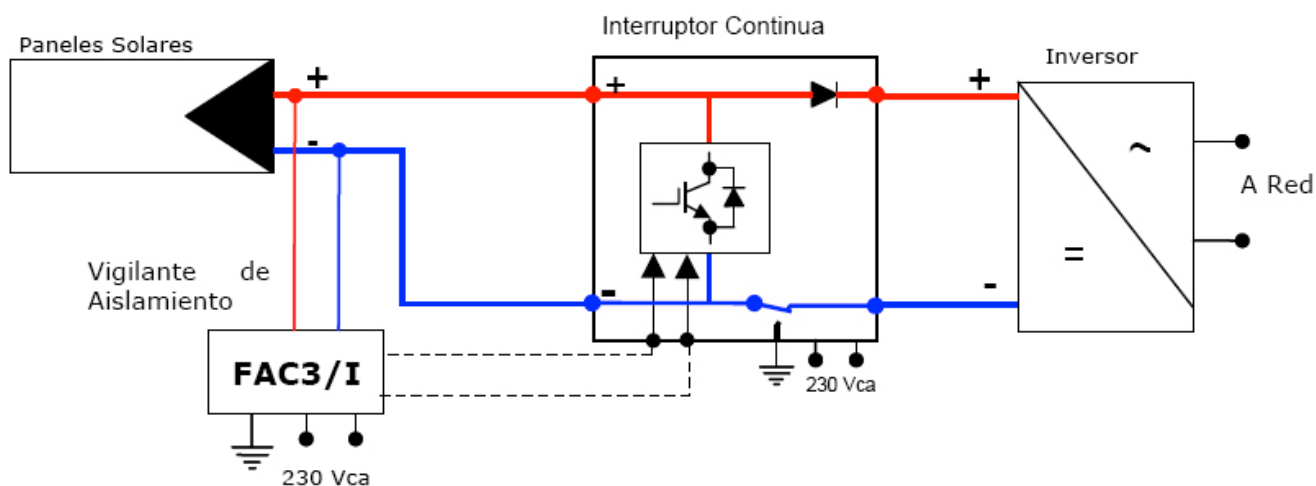 Interruptor Continua
Paneles Solares
Inversor
+
+
+
-
~
A Red
=
Vigilante de
Aislamiento
-
-
FAC3/I
230 Vca
230 Vca